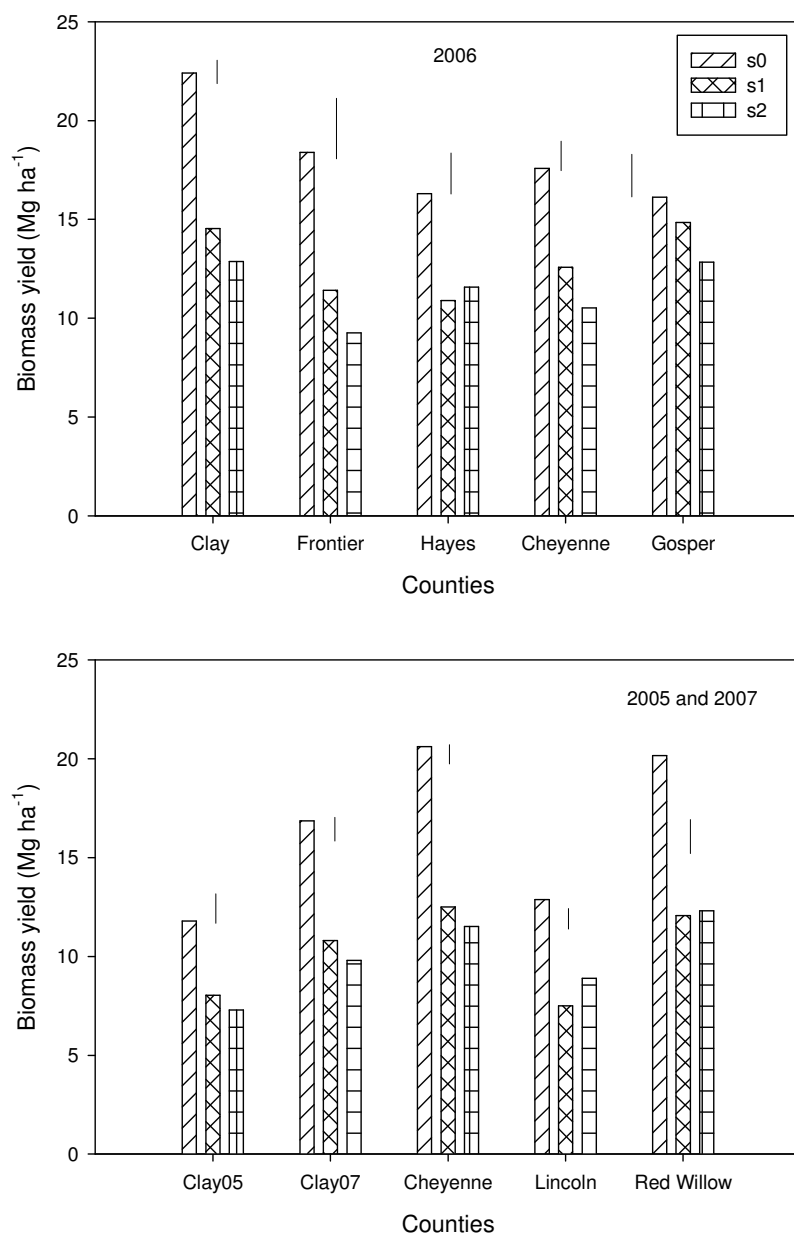 25
2006
s0
s1
s2
20
15
10
5
0
Biomass yield (Mg ha⁻¹)
Clay Frontier Hayes Cheyenne Gosper
Counties
25
2005 and 2007
20
15
10
5
0
Biomass yield (Mg ha⁻¹)
Clay05 Clay07 Cheyenne Lincoln Red Willow
Counties